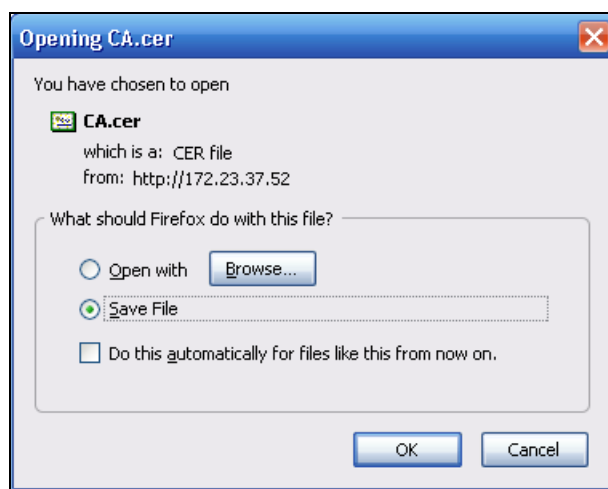 Opening CA.cer
You have chosen to open
CA.cer
which is a: CER file
from: http://172.23.37.52
What should Firefox do with this file?
Open with Browse...
Save File
Do this automatically for files like this from now on.
OK Cancel